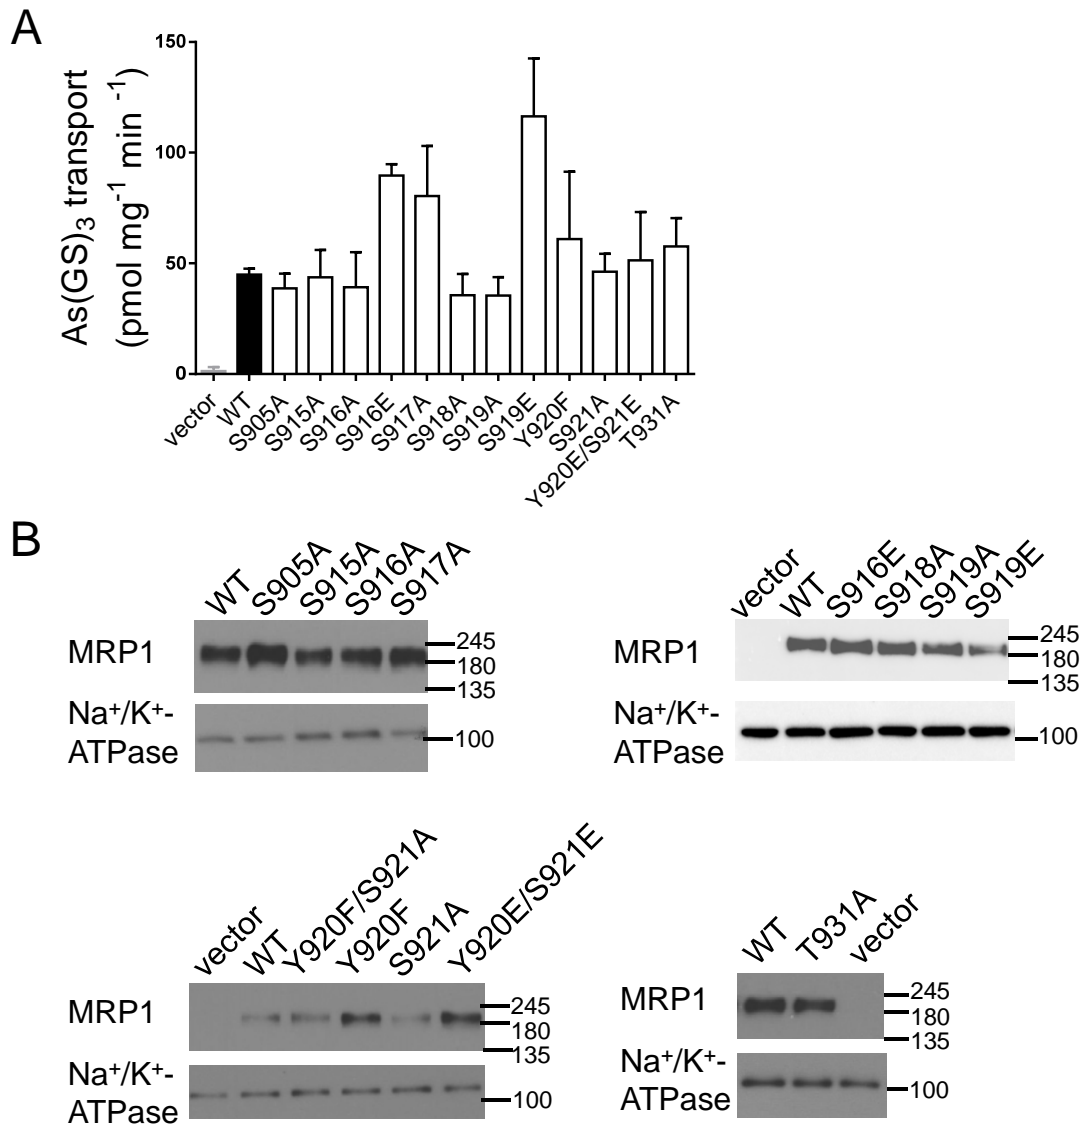 A
As(GS)3 transport
(pmol mg-1 min -1)
150
100
50
0
vector
WT
S905A
S915A
S916A
S916E
S917A
S918A
S919A
S919E
Y920F
S921A
Y920E/S921E
T931A
B
WT
S905A
S915A
S916A
S917A
MRP1
245
180
135
Na+/K+-
ATPase
100
vector
WT
S916E
S918A
S919A
S919E
MRP1
245
180
135
Na+/K+-
ATPase
100
vector
WT
Y920F/S921A
Y920F
S921A
Y920E/S921E
MRP1
245
180
135
Na+/K+-
ATPase
100
WT
T931A
vector
MRP1
245
180
135
Na+/K+-
ATPase
100